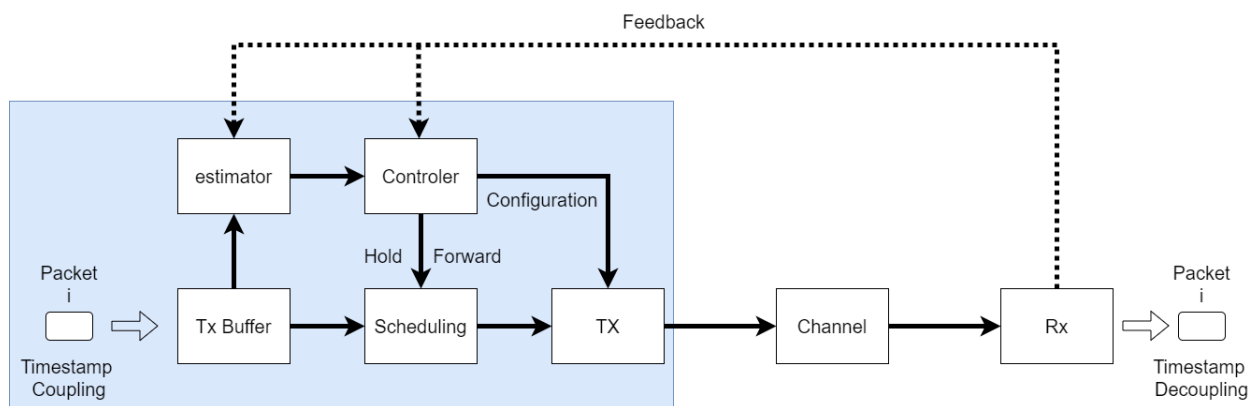 Feedback
estimator
Controler
Configuration
Hold
Forward
Packet
i
Timestamp
Coupling
Tx Buffer
Scheduling
TX
Channel
Rx
Packet
i
Timestamp
Decoupling